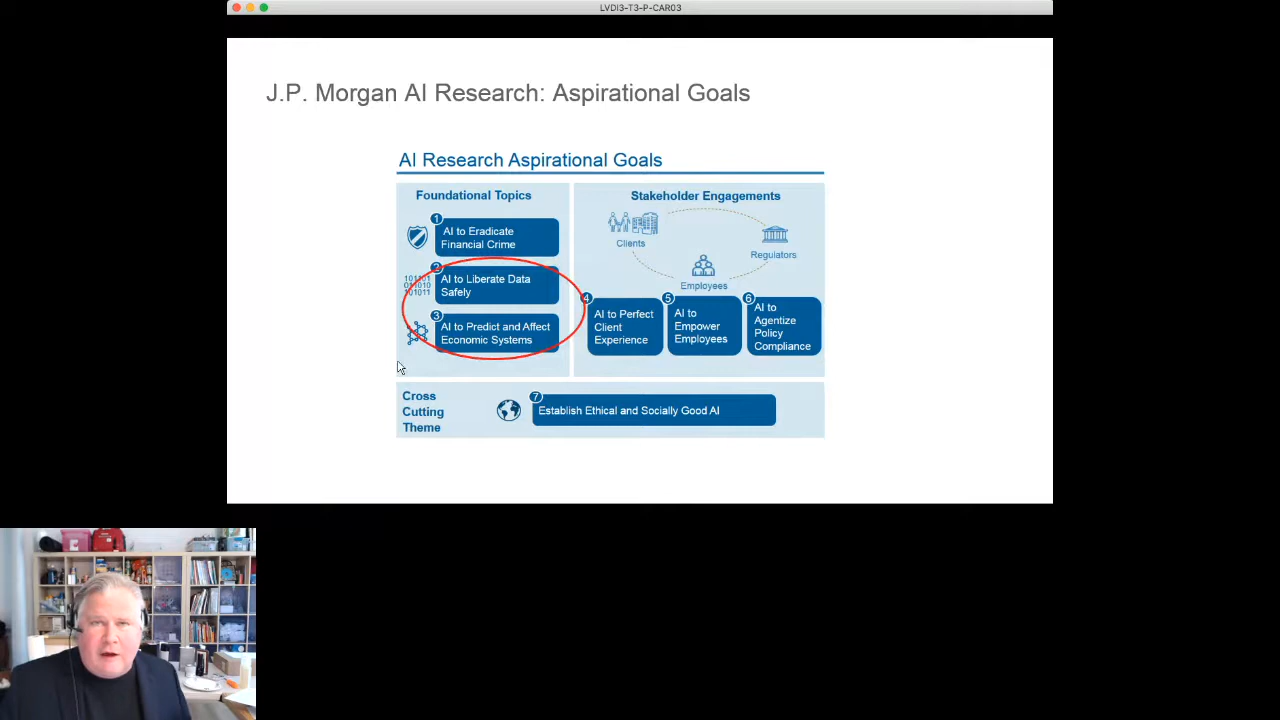 LVDI3-T3-P-CAR03
J.P. Morgan AI Research: Aspirational Goals
AI Research Aspirational Goals
Foundational Topics
1
AI to Eradicate
Financial Crime
101101
011010
101011
2
AI to Liberate Data
Safely
3
AI to Predict and Affect
Economic Systems
Stakeholder Engagements
Clients
Regulators
Employees
4
AI to Perfect
Client
Experience
5
AI to
Empower
Employees
6
AI to
Agentize
Policy
Compliance
Cross
Cutting
Theme
7
Establish Ethical and Socially Good AI